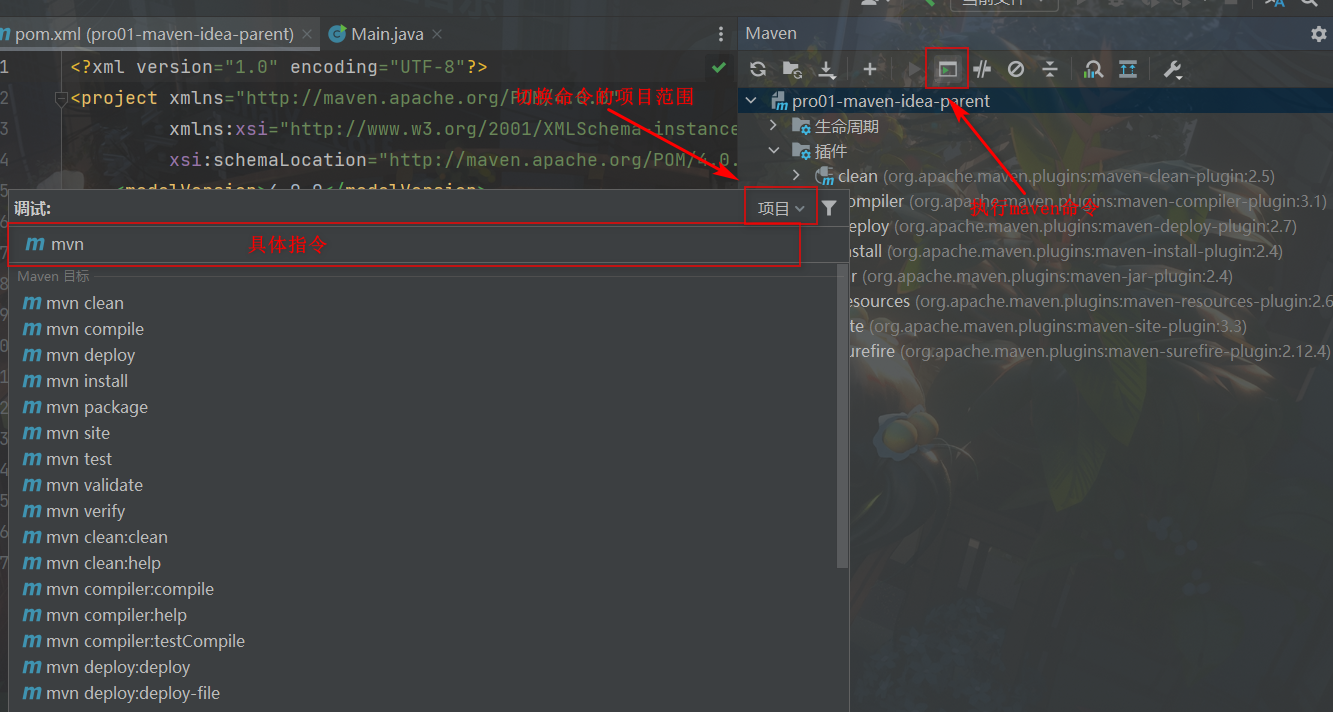 当前文件
pom.xml (pro01-maven-idea-parent)
Main.java
Maven
1
<?xml version="1.0" encoding="UTF-8"?>
2
<project xmlns="http://maven.apache.org/POM/4.0.0"
切换命令的项目范围
3
xmlns:xsi="http://www.w3.org/2001/XMLSchema-instance
4
xsi:schemaLocation="http://maven.apache.org/POM/4.0.
5
<modelVersion>4.0.0</modelVersion>
pro01-maven-idea-parent
生命周期
插件
clean (org.apache.maven.plugins:maven-clean-plugin:2.5)
ompiler (org.apache.maven.plugins:maven-compiler-plugin:3.1)
执行maven命令
eploy (org.apache.maven.plugins:maven-deploy-plugin:2.7)
nstall (org.apache.maven.plugins:maven-install-plugin:2.4)
r (org.apache.maven.plugins:maven-jar-plugin:2.4)
esources (org.apache.maven.plugins:maven-resources-plugin:2.6
te (org.apache.maven.plugins:maven-site-plugin:3.3)
urefire (org.apache.maven.plugins:maven-surefire-plugin:2.12.4)
调试:
项目
mvn
具体指令
Maven 目标
mvn clean
mvn compile
mvn deploy
mvn install
mvn package
mvn site
mvn test
mvn validate
mvn verify
mvn clean:clean
mvn clean:help
mvn compiler:compile
mvn compiler:help
mvn compiler:testCompile
mvn deploy:deploy
mvn deploy:deploy-file